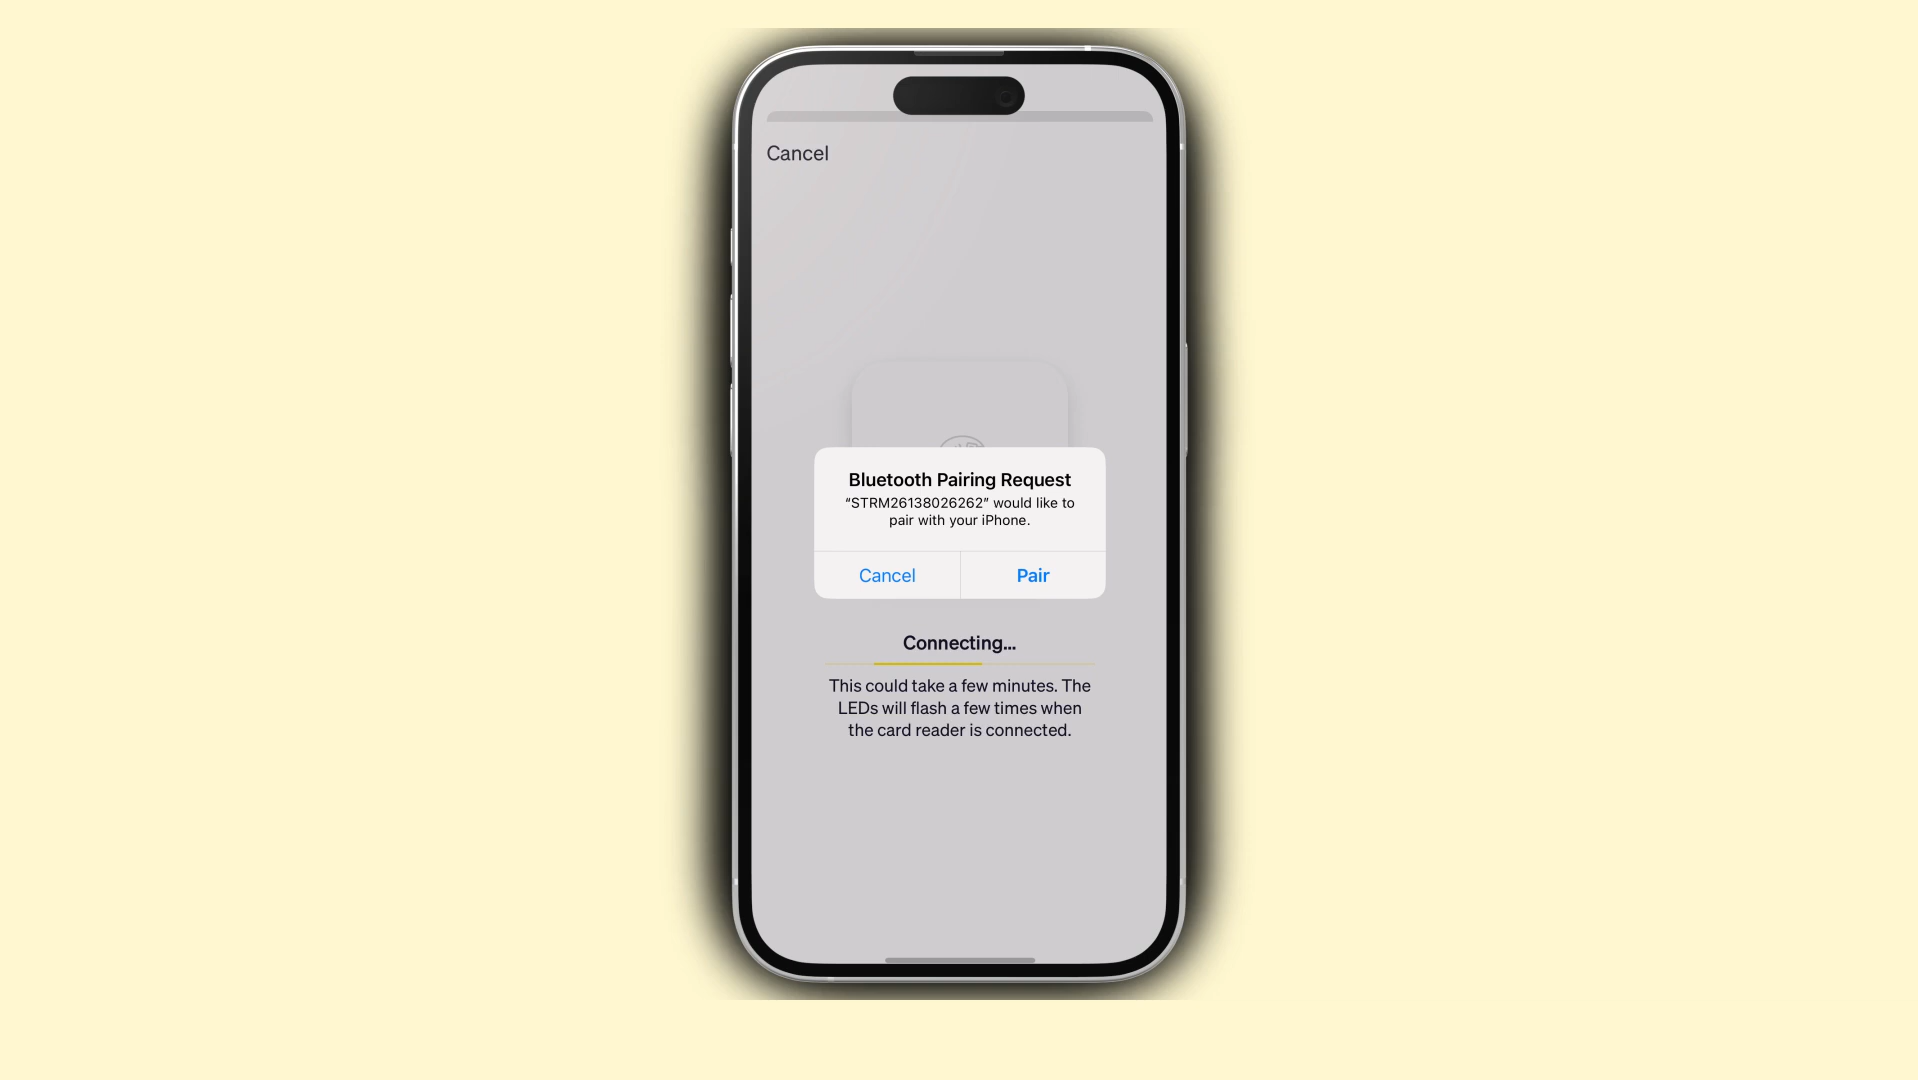 Cancel
Bluetooth Pairing Request
“STRM26138026262” would like to
pair with your iPhone.
Cancel
Pair
Connecting...
This could take a few minutes. The
LEDs will flash a few times when
the card reader is connected.